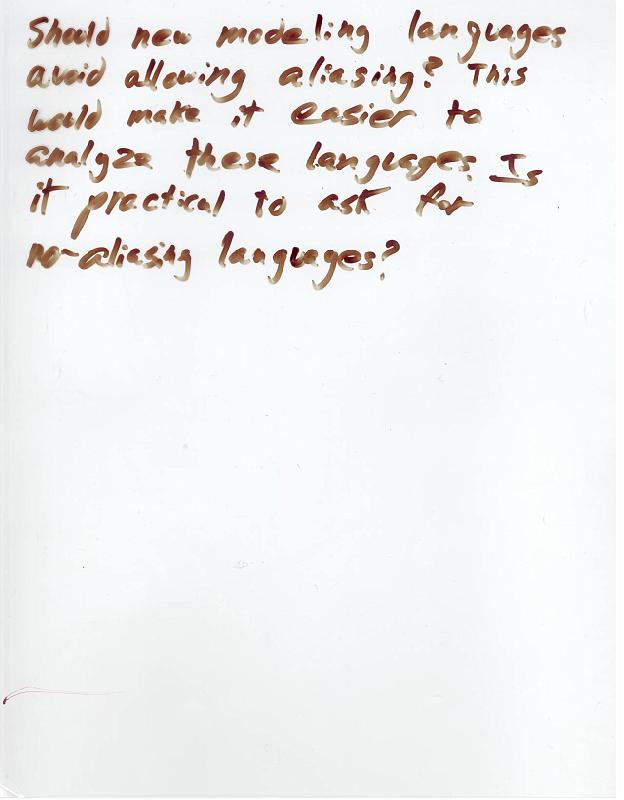 Should new modeling languages
avoid allowing aliasing? This
would make it easier to
analyze these languages. Is
it practical to ask for
no-aliasing languages?